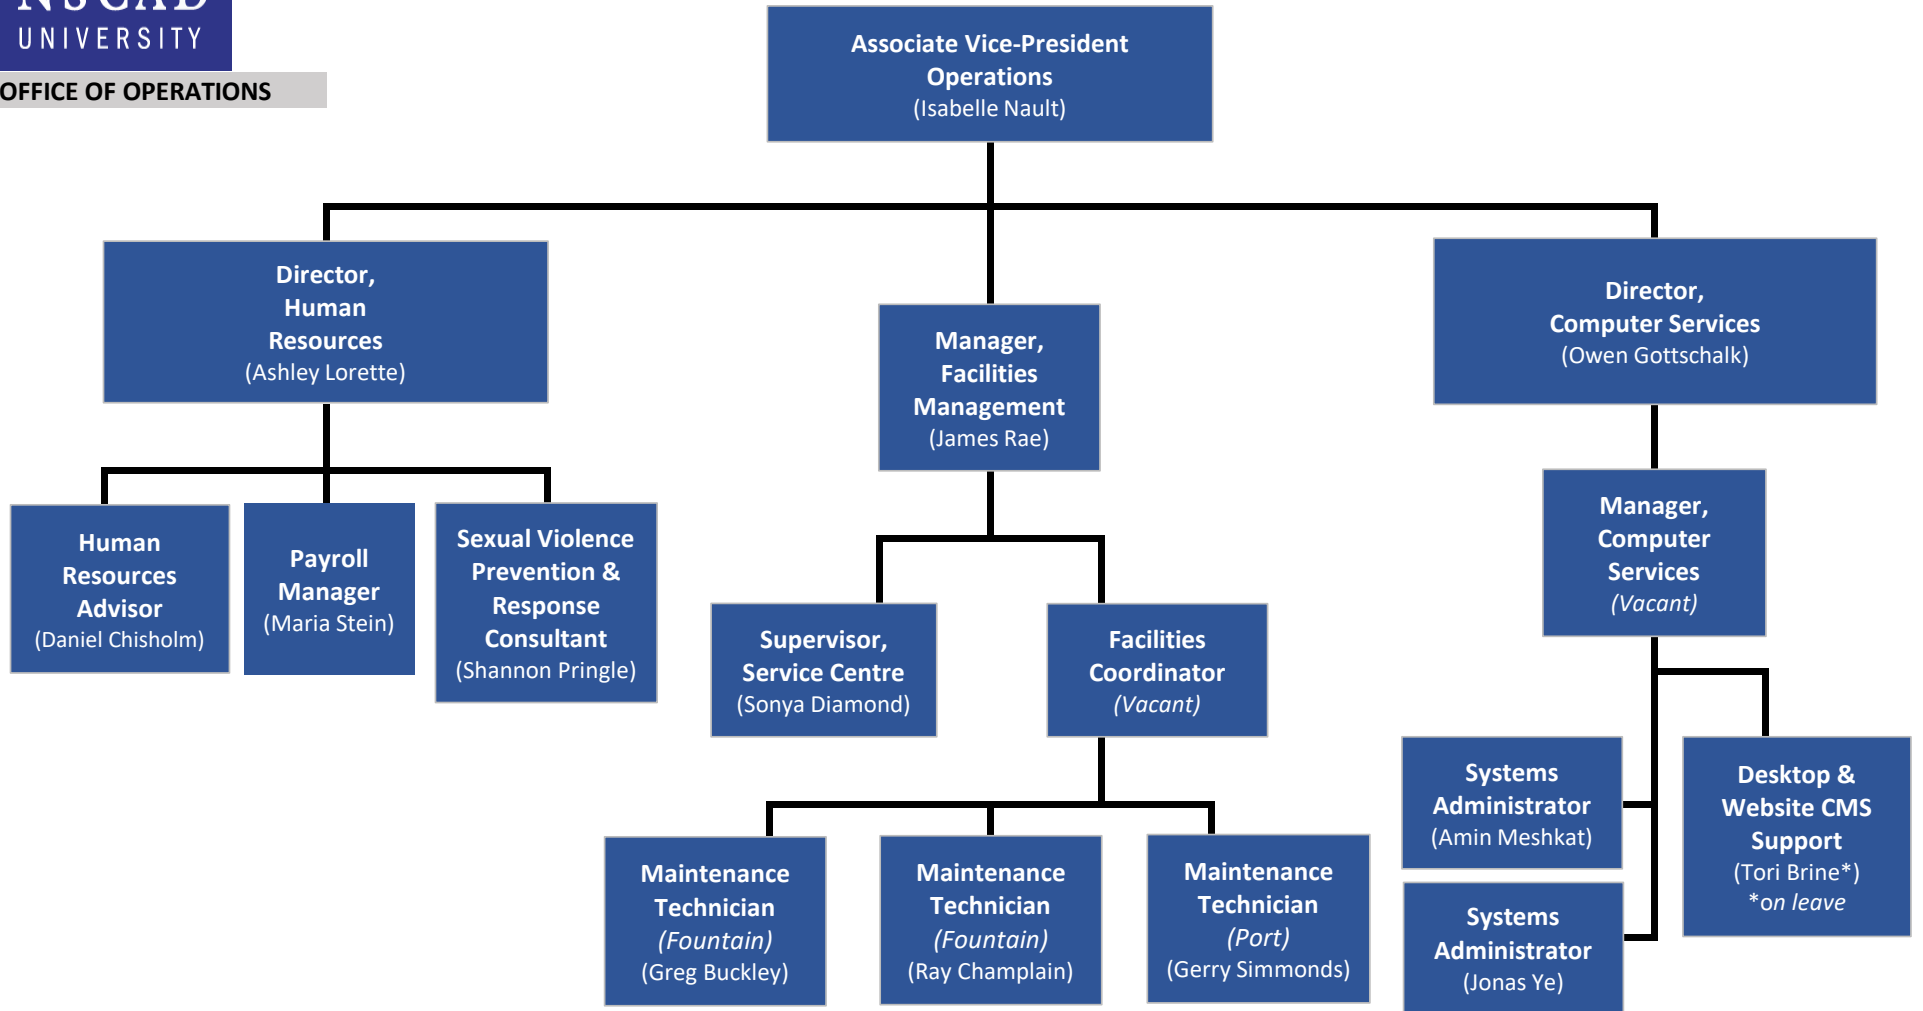 NSCAD
UNIVERSITY
OFFICE OF OPERATIONS
Associate Vice-President
Operations
(Isabelle Nault)
Director,
Human
Resources
(Ashley Lorette)
Manager,
Facilities
Management
(James Rae)
Director,
Computer Services
(Owen Gottschalk)
Human
Resources
Advisor
(Daniel Chisholm)
Payroll
Manager
(Maria Stein)
Sexual Violence
Prevention &
Response
Consultant
(Shannon Pringle)
Supervisor,
Service Centre
(Sonya Diamond)
Facilities
Coordinator
(Vacant)
Manager,
Computer
Services
(Vacant)
Maintenance
Technician
(Fountain)
(Greg Buckley)
Maintenance
Technician
(Fountain)
(Ray Champlain)
Maintenance
Technician
(Port)
(Gerry Simmonds)
Systems
Administrator
(Amin Meshkat)
Systems
Administrator
(Jonas Ye)
Desktop &
Website CMS
Support
(Tori Brine*)
*on leave